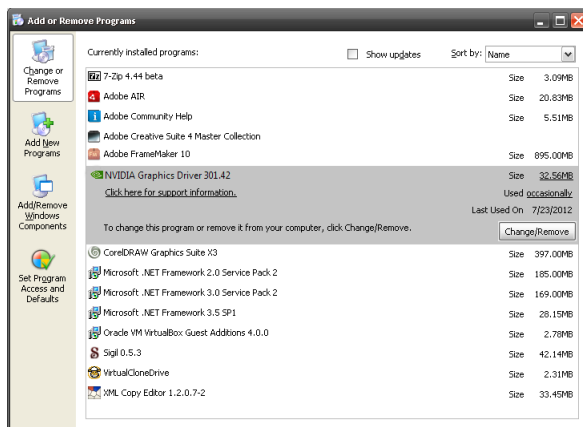 Add or Remove Programs
Change or
Remove
Programs
Add New
Programs
Add/Remove
Windows
Components
Set Program
Access and
Defaults
Currently installed programs: Show updates Sort by: Name
7-Zip 4.44 beta Size 3.09MB
Adobe AIR Size 20.83MB
Adobe Community Help Size 5.51MB
Adobe Creative Suite 4 Master Collection
Adobe FrameMaker 10 Size 895.00MB
NVIDIA Graphics Driver 301.42 Size 32.56MB
Click here for support information. Used occasionally
Last Used On 7/23/2012
To change this program or remove it from your computer, click Change/Remove. Change/Remove
CorelDRAW Graphics Suite X3 Size 397.00MB
Microsoft .NET Framework 2.0 Service Pack 2 Size 185.00MB
Microsoft .NET Framework 3.0 Service Pack 2 Size 169.00MB
Microsoft .NET Framework 3.5 SP1 Size 28.15MB
Oracle VM VirtualBox Guest Additions 4.0.0 Size 2.78MB
Sigil 0.5.3 Size 42.14MB
VirtualCloneDrive Size 2.31MB
XML Copy Editor 1.2.0.7-2 Size 33.45MB